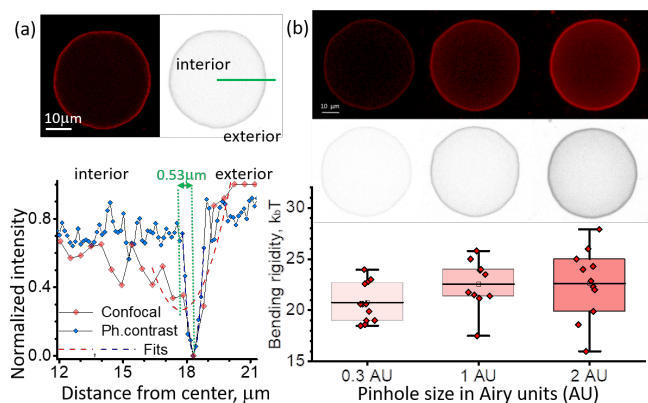 (a)
interior
10μm
exterior
interior
exterior
0.53μm
Normalized intensity
0.8
0.4
0.0
Confocal
Ph.contrast
Fits
12
15
18
21
Distance from center, μm
(b)
10 μm
Bending rigidity, kbT
30
25
20
15
0.3 AU
1 AU
2 AU
Pinhole size in Airy units (AU)